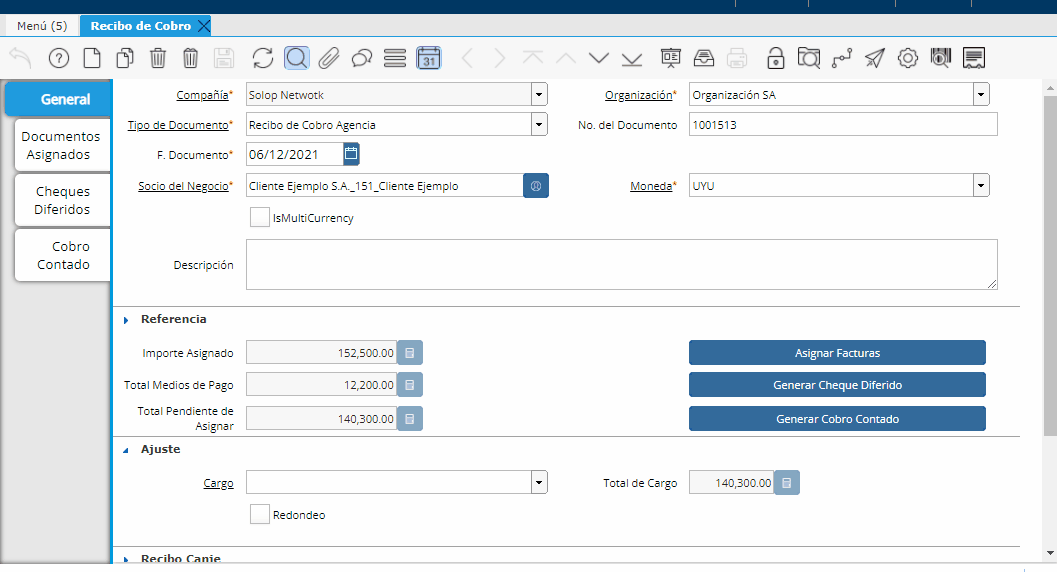 Menú (5)
Recibo de Cobro
31
General
Documentos
Asignados
Cheques
Diferidos
Cobro
Contado
Compañía*
Solop Netwotk
Organización*
Organización SA
Tipo de Documento*
Recibo de Cobro Agencia
No. del Documento
1001513
F. Documento*
06/12/2021
Socio del Negocio*
Cliente Ejemplo S.A._151_Cliente Ejemplo
Moneda*
UYU
IsMultiCurrency
Descripción
Referencia
Importe Asignado
152,500.00
Asignar Facturas
Total Medios de Pago
12,200.00
Generar Cheque Diferido
Total Pendiente de
Asignar
140,300.00
Generar Cobro Contado
Ajuste
Cargo
Total de Cargo
140,300.00
Redondeo
Recibo Canje